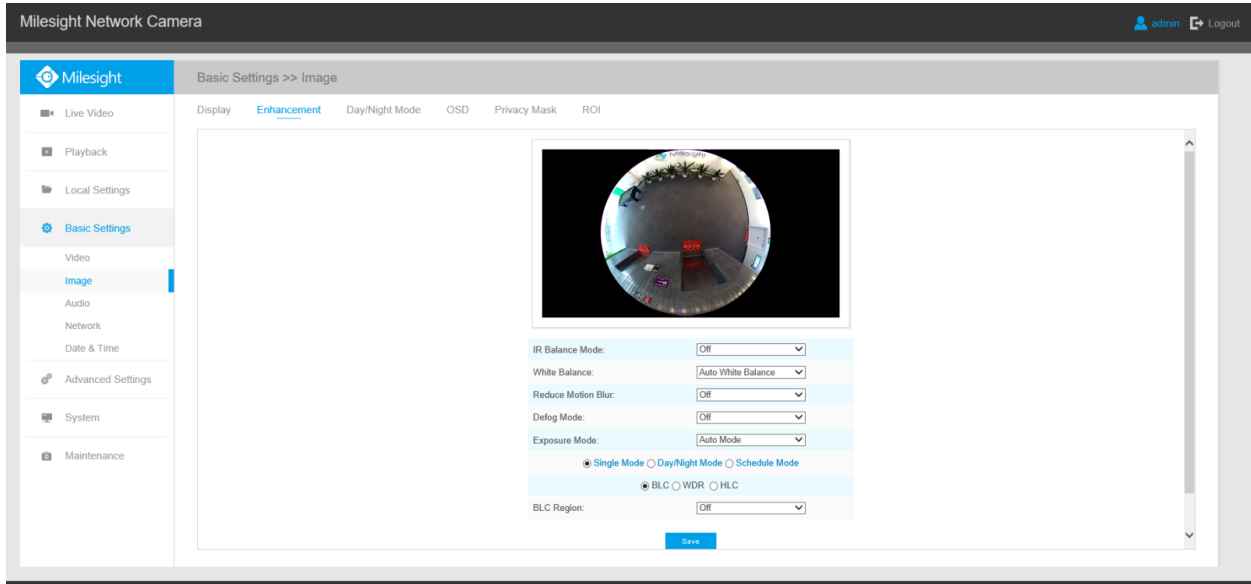 Milesight Network Camera
admin Logout
Milesight
Basic Settings >> Image
Live Video
Playback
Local Settings
Basic Settings
Video
Image
Audio
Network
Date & Time
Advanced Settings
System
Maintenance
Display Enhancement Day/Night Mode OSD Privacy Mask ROI
Milesight
IR Balance Mode: Off
White Balance: Auto White Balance
Reduce Motion Blur: Off
Defog Mode: Off
Exposure Mode: Auto Mode
Single Mode Day/Night Mode Schedule Mode
BLC WDR HLC
BLC Region: Off
Save